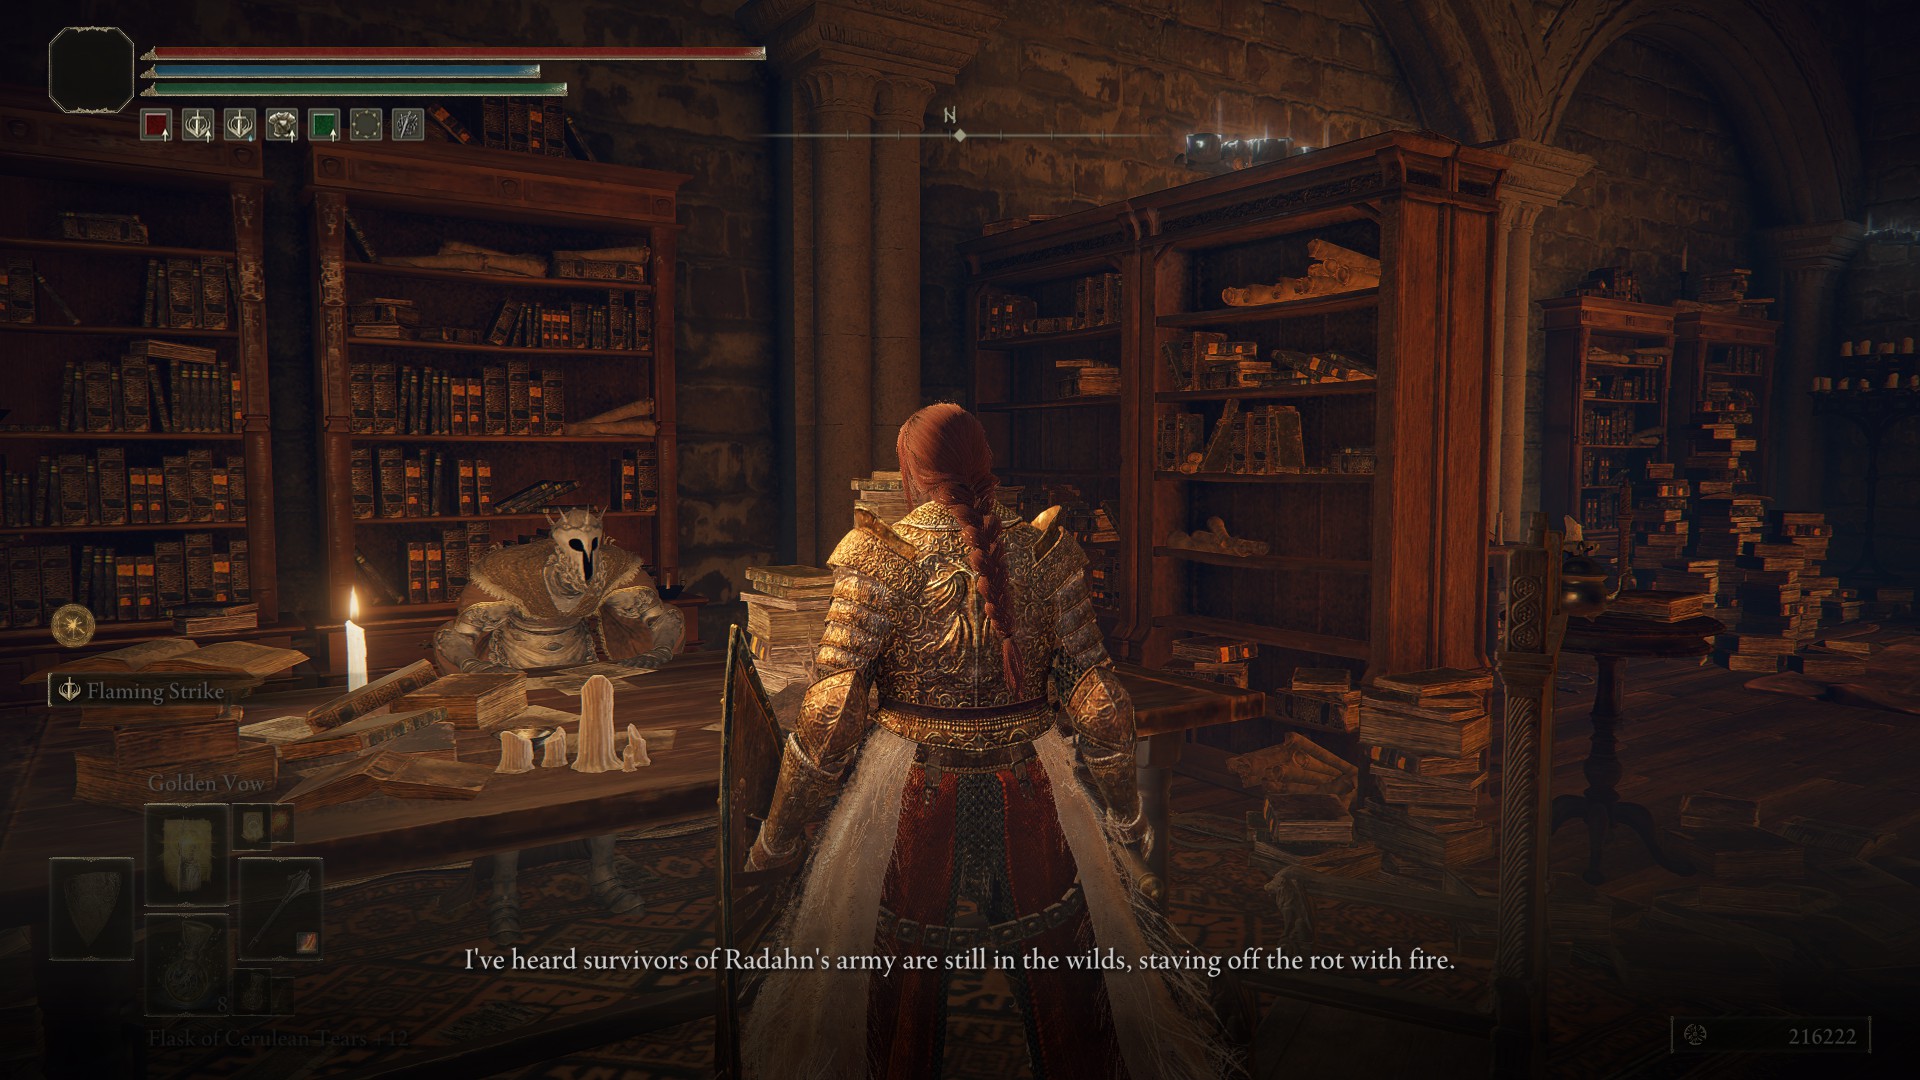 N
Flaming Strike
Golden Vow
8
Flask of Cerulean Tears +12
I've heard survivors of Radahn's army are still in the wilds, staving off the rot with fire.
216222